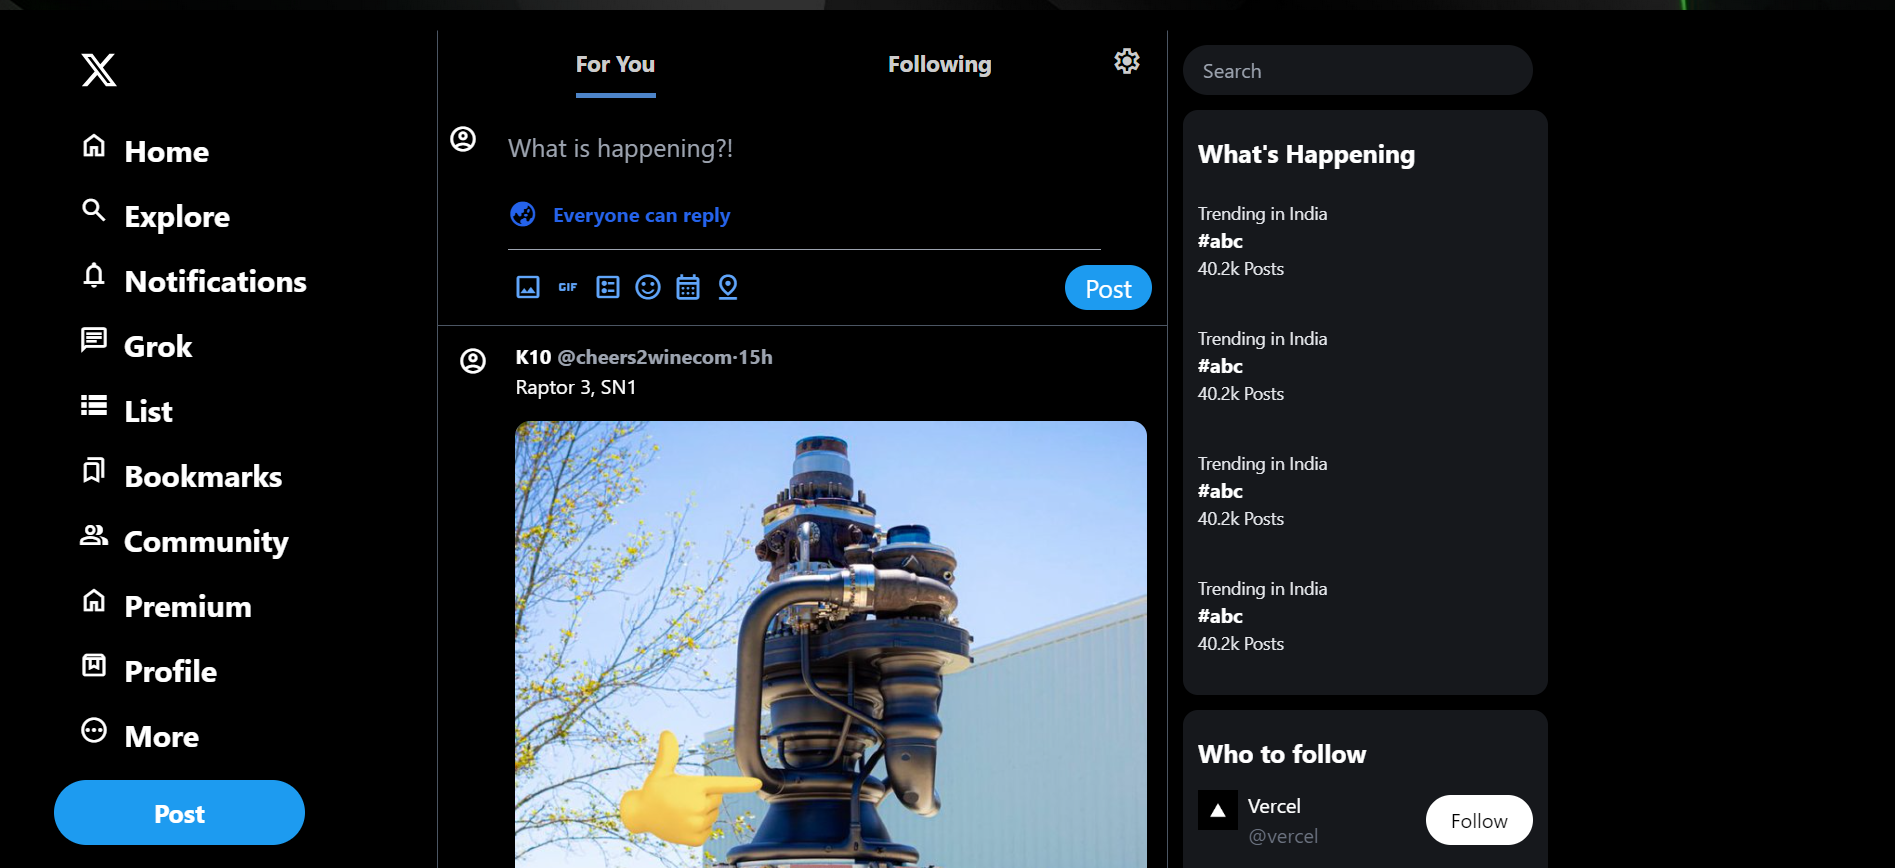 Home
Explore
Notifications
Grok
List
Bookmarks
Community
Premium
Profile
More
Post
For You
Following
What is happening?!
Everyone can reply
GIF
Post
K10 @cheers2winecom·15h
Raptor 3, SN1
Search
What's Happening
Trending in India
#abc
40.2k Posts
Trending in India
#abc
40.2k Posts
Trending in India
#abc
40.2k Posts
Trending in India
#abc
40.2k Posts
Who to follow
Vercel
@vercel
Follow